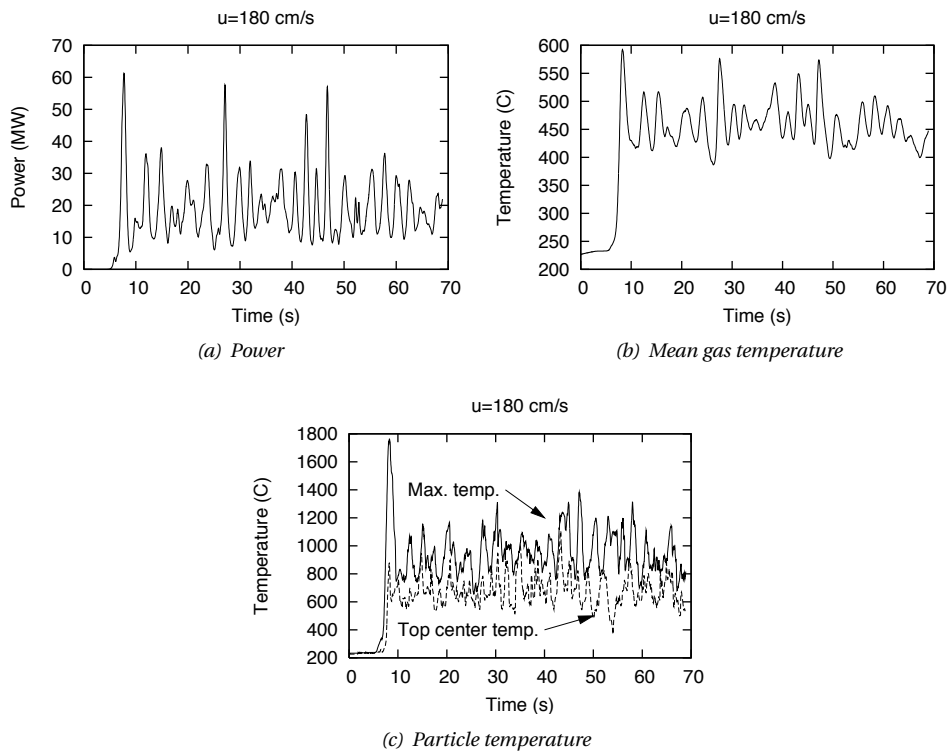 u=180 cm/s
70
60
50
40
30
20
10
0
Power (MW)
0 10 20 30 40 50 60 70
Time (s)
(a) Power
u=180 cm/s
600
550
500
450
400
350
300
250
200
Temperature (C)
0 10 20 30 40 50 60 70
Time (s)
(b) Mean gas temperature
u=180 cm/s
1800
1600
1400
1200
1000
800
600
400
200
Temperature (C)
Max. temp.
Top center temp.
0 10 20 30 40 50 60 70
Time (s)
(c) Particle temperature